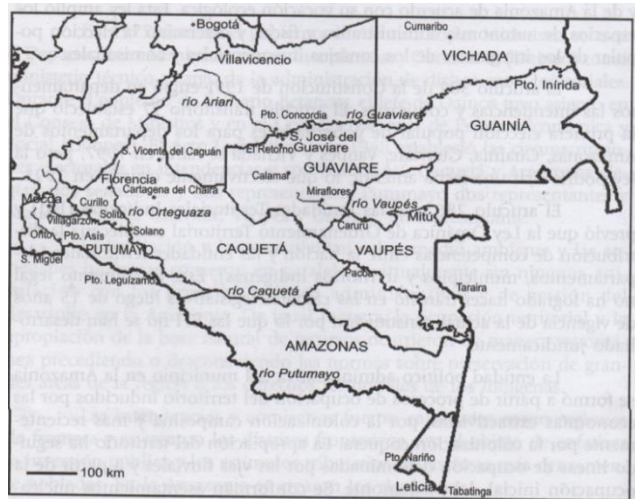 Bogotá
Cumaribo
Villavicencio
VICHADA
río Ariari
Pto. Inírida
Pto. Concordia
río Guaviare
S. José del
Guaviare
El Retorno
S. Vicente del Caguán
Calamar
Florencia
Cartagena del Chairá
Miraflores
río Vaupés
Mitú
Mocoa
Curillo
Solita
río Orteguaza
Villagarzón
Solano
Carurú
Orito
Pto. Asís
PUTUMAYO
CAQUETÁ
VAUPÉS
S. Miguel
Pacoa
Pto. Leguízamo
Taraira
río Caquetá
AMAZONAS
río Putumayo
Pto. Nariño
100 km
Leticia
Tabatinga